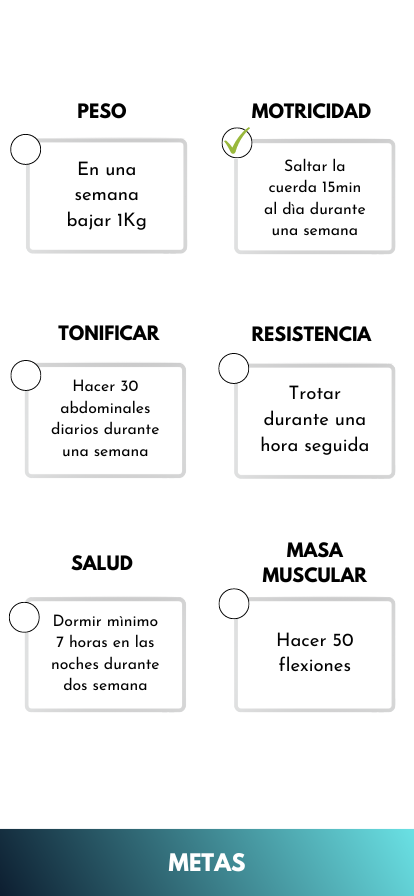 PESO
En una
semana
bajar 1Kg
MOTRICIDAD
Saltar la
cuerda 15min
al dìa durante
una semana
TONIFICAR
Hacer 30
abdominales
diarios durante
una semana
RESISTENCIA
Trotar
durante una
hora seguida
SALUD
Dormir mìnimo
7 horas en las
noches durante
dos semana
MASA
MUSCULAR
Hacer 50
flexiones
METAS